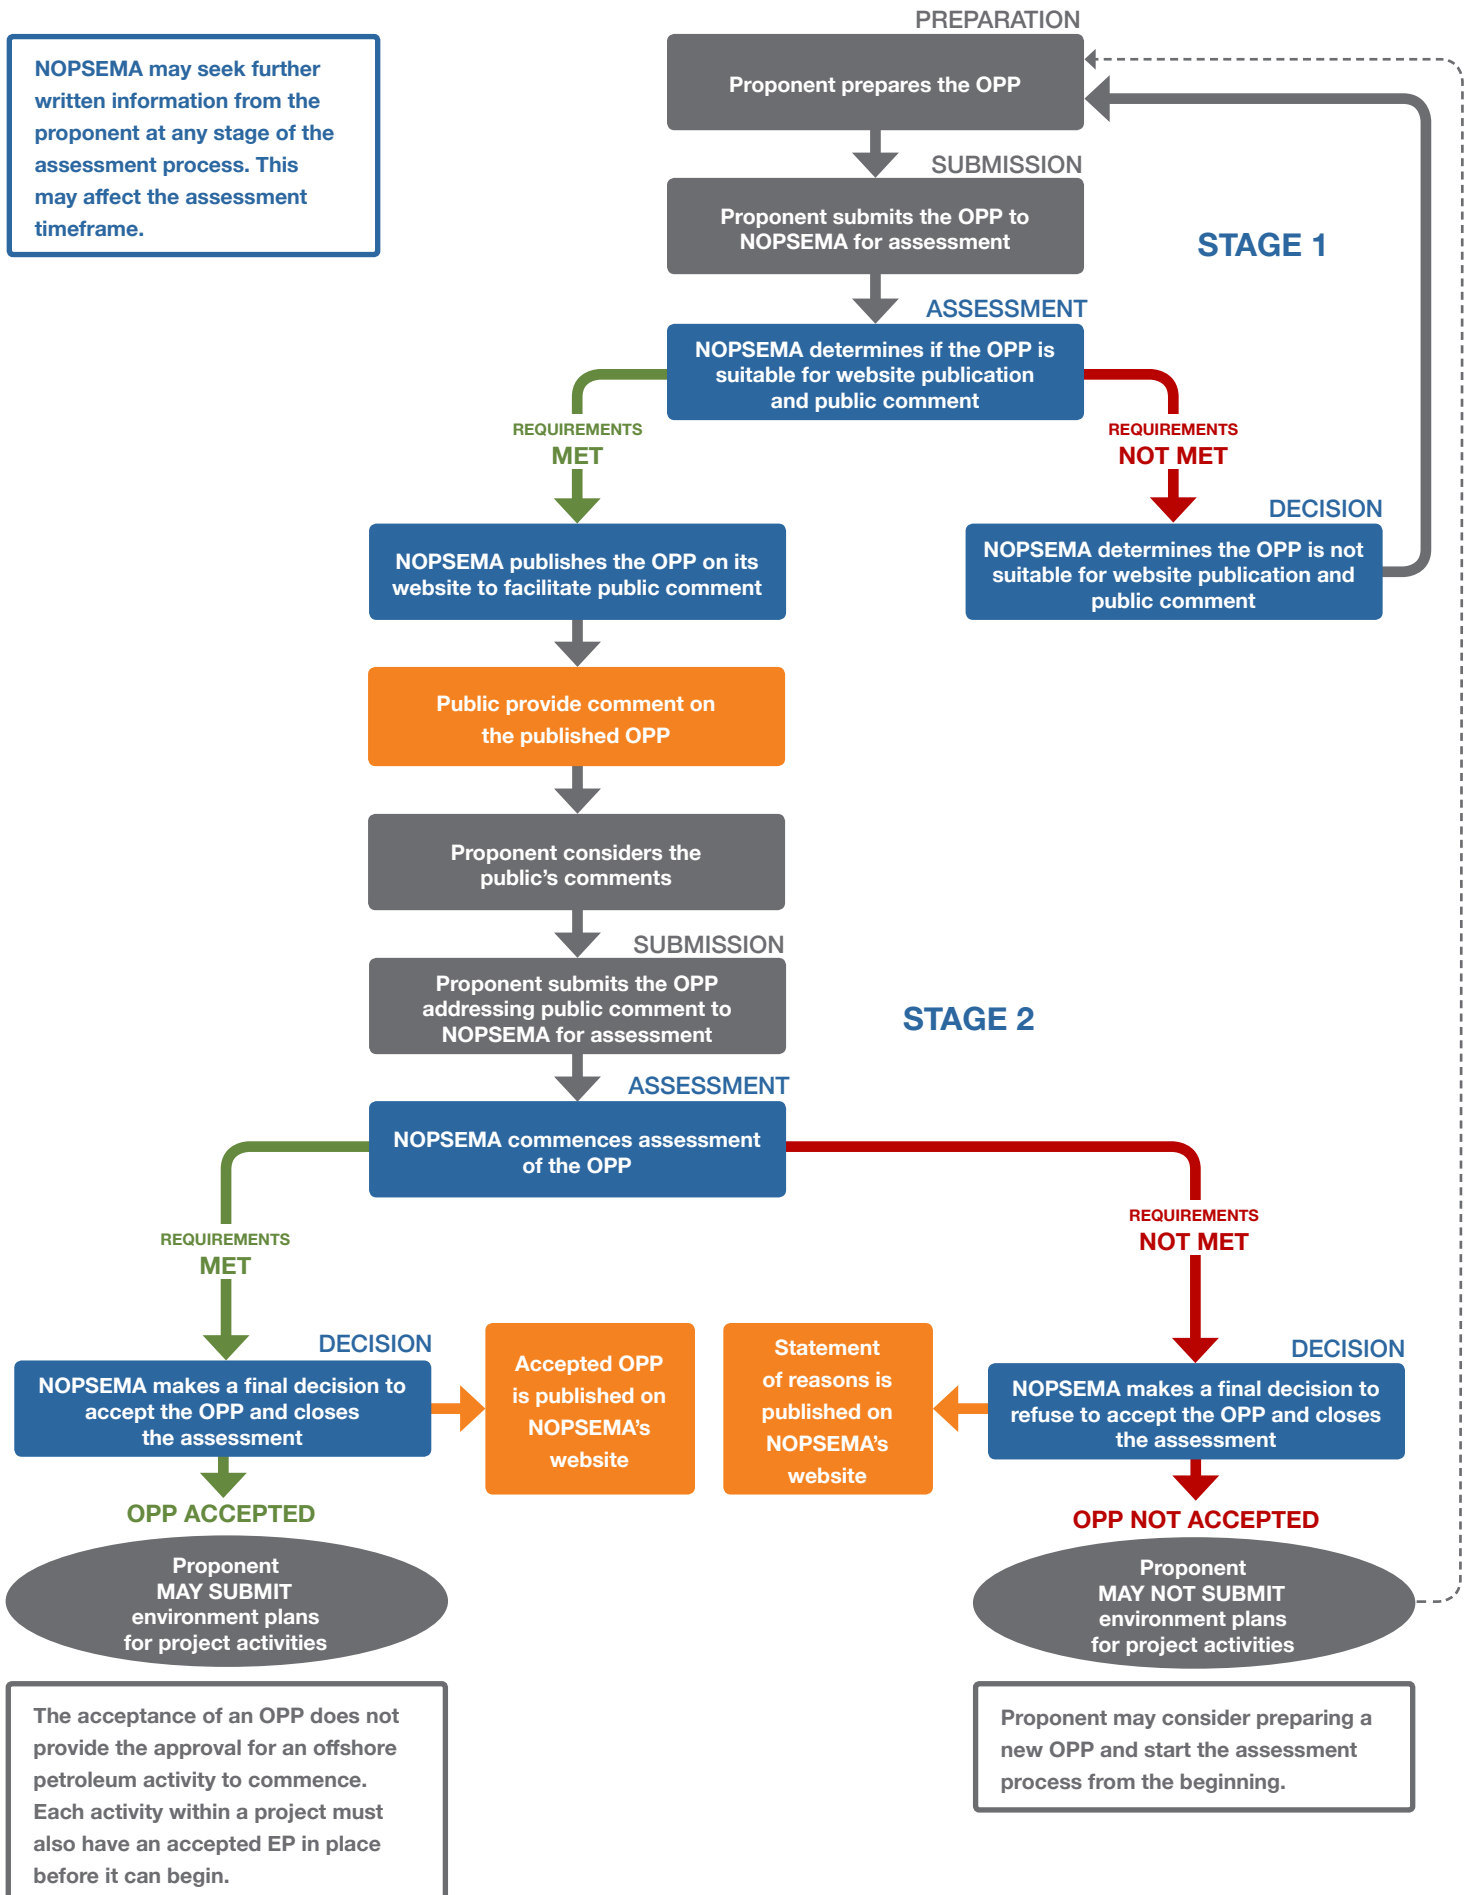 PREPARATION
NOPSEMA may seek further
written information from the
proponent at any stage of the
assessment process. This
may affect the assessment
timeframe.
Proponent prepares the OPP
SUBMISSION
Proponent submits the OPP to
NOPSEMA for assessment
STAGE 1
ASSESSMENT
NOPSEMA determines if the OPP is
suitable for website publication
and public comment
REQUIREMENTS
MET
REQUIREMENTS
NOT MET
DECISION
NOPSEMA publishes the OPP on its
website to facilitate public comment
NOPSEMA determines the OPP is not
suitable for website publication and
public comment
Public provide comment on
the published OPP
Proponent considers the
public’s comments
SUBMISSION
Proponent submits the OPP
addressing public comment to
NOPSEMA for assessment
STAGE 2
ASSESSMENT
NOPSEMA commences assessment
of the OPP
REQUIREMENTS
MET
REQUIREMENTS
NOT MET
DECISION
NOPSEMA makes a final decision to
accept the OPP and closes
the assessment
Accepted OPP
is published on
NOPSEMA’s
website
Statement
of reasons is
published on
NOPSEMA’s
website
DECISION
NOPSEMA makes a final decision to
refuse to accept the OPP and closes
the assessment
OPP ACCEPTED
Proponent
MAY SUBMIT
environment plans
for project activities
OPP NOT ACCEPTED
Proponent
MAY NOT SUBMIT
environment plans
for project activities
The acceptance of an OPP does not
provide the approval for an offshore
petroleum activity to commence.
Each activity within a project must
also have an accepted EP in place
before it can begin.
Proponent may consider preparing a
new OPP and start the assessment
process from the beginning.